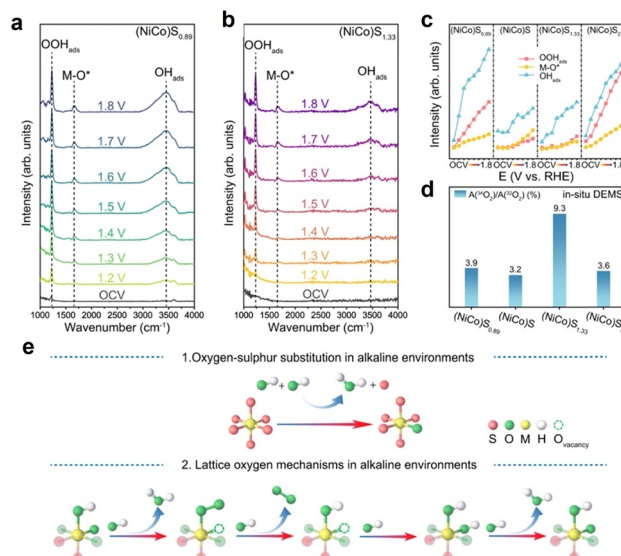 a
(NiCo)S0.89
OOHads
M-O*
OHads
1.8 V
1.7 V
1.6 V
1.5 V
1.4 V
1.3 V
1.2 V
OCV
Intensity (arb. units)
1000 1500 2000 2500 3000 3500 4000
Wavenumber (cm-1)
b
(NiCo)S1.33
OOHads
M-O*
OHads
1.8 V
1.7 V
1.6 V
1.5 V
1.4 V
1.3 V
1.2 V
OCV
Intensity (arb. units)
1000 1500 2000 2500 3000 3500 4000
Wavenumber (cm-1)
c
(NiCo)S0.89 (NiCo)S (NiCo)S1.33
OOHads
M-O*
OHads
Intensity (arb. units)
OCV 1.8 OCV 1.8 OCV 1.8 OCV 1.8
E (V vs. RHE)
d
A(34O2)/A(32O2) (%)
in-situ DEMS
3.9
3.2
9.3
3.6
(NiCo)S0.89
(NiCo)S
(NiCo)S1.33
e
1.Oxygen-sulphur substitution in alkaline environments
+
+
S O M H Ovacancy
2. Lattice oxygen mechanisms in alkaline environments